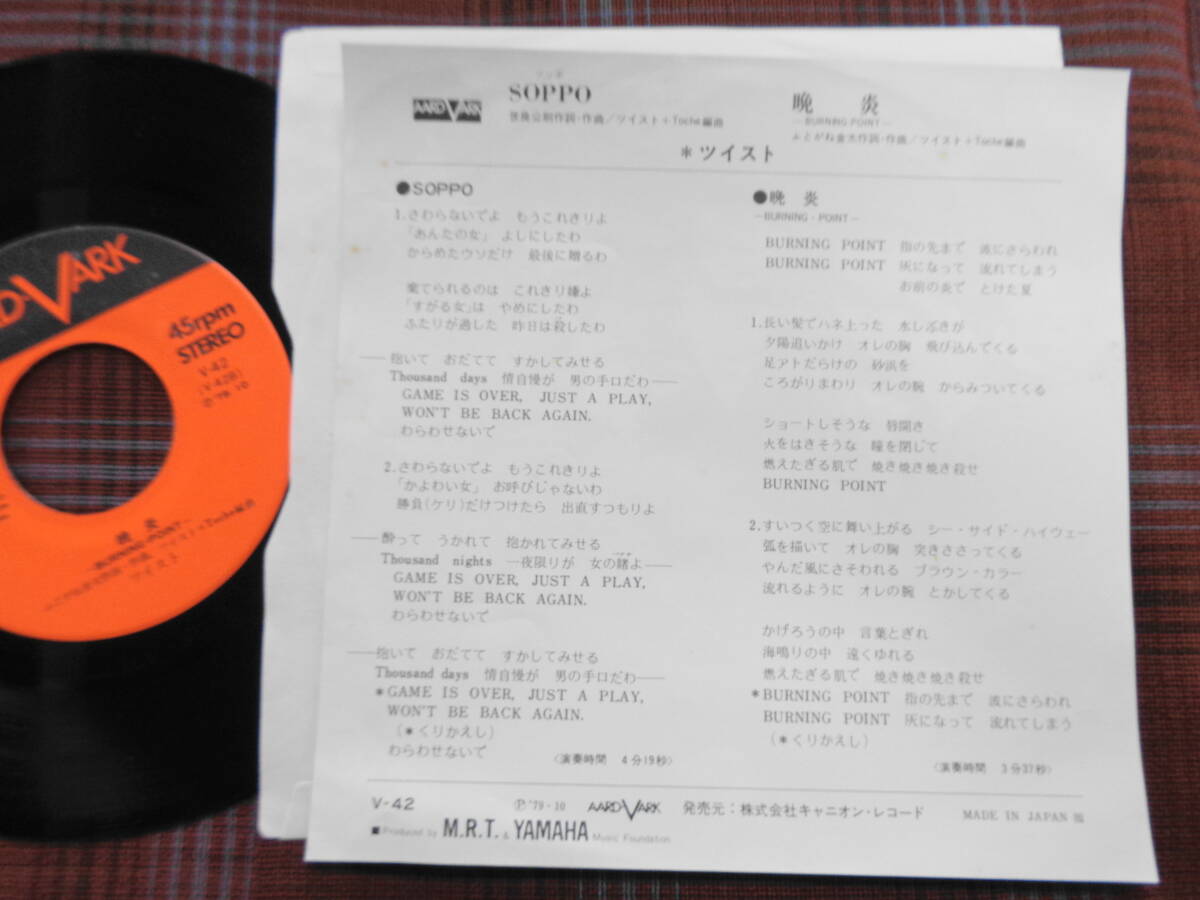 AARD-VARK
45rpm
STEREO
V-42
(V-42B)
Ⓟ '79・10
晩 炎
—BURNING・POINT—
ツイスト
AARDVARK
ソッポ
SOPPO
世良公則作詞・作曲／ツイスト+Toché編曲
晩 炎
—BURNING POINT—
ふとがね金太作詞・作曲／ツイスト+Toché編曲
＊ツイスト
●SOPPO
1.さわらないでよ もうこれきりよ
「あんたの女」 よしにしたわ
からめたウソだけ 最後に贈るわ
棄てられるのは これきり嫌よ
「すがる女」は やめにしたわ
ふたりが過した 昨日は殺したわ
——抱いて おだてて すかしてみせる
Thousand days 情自慢が 男の手口だわ——
GAME IS OVER, JUST A PLAY,
WON'T BE BACK AGAIN.
わらわせないで
2.さわらないでよ もうこれきりよ
「かよわい女」 お呼びじゃないわ
勝負(ケリ)だけつけたら 出直すつもりよ
——酔って うかれて 抱かれてみせる
Thousand nights 一夜限りが 女の賭よ——
GAME IS OVER, JUST A PLAY,
WON'T BE BACK AGAIN.
わらわせないで
——抱いて おだてて すかしてみせる
Thousand days 情自慢が 男の手口だわ——
＊GAME IS OVER, JUST A PLAY,
WON'T BE BACK AGAIN.
(＊くりかえし)
わらわせないで
〈演奏時間 4分19秒〉
●晩 炎
—BURNING・POINT—
BURNING POINT 指の先まで 波にさらわれ
BURNING POINT 灰になって 流れてしまう
お前の炎で とけた夏
1.長い髪でハネ上った 水しぶきが
夕陽追いかけ オレの胸 飛び込んでくる
足アトだらけの 砂浜を
ころがりまわり オレの腕 からみついてくる
ショートしそうな 唇開き
火をはきそうな 瞳を閉じて
燃えたぎる肌で 焼き焼き焼き殺せ
BURNING POINT
2.すいつく空に舞い上がる シー・サイド・ハイウェー
弧を描いて オレの胸 突きささってくる
やんだ風にさそわれる ブラウン・カラー
流れるように オレの腕 とかしてくる
かげろうの中 言葉とぎれ
海鳴りの中 遠くゆれる
燃えたぎる肌で 焼き焼き焼き殺せ
＊BURNING POINT 指の先まで 波にさらわれ
BURNING POINT 灰になって 流れてしまう
(＊くりかえし)
〈演奏時間 3分37秒〉
V-42 Ⓟ'79・10 AARD-VARK 発売元：株式会社キャニオン・レコード MADE IN JAPAN
■Produced by M.R.T. & YAMAHA Music Foundation